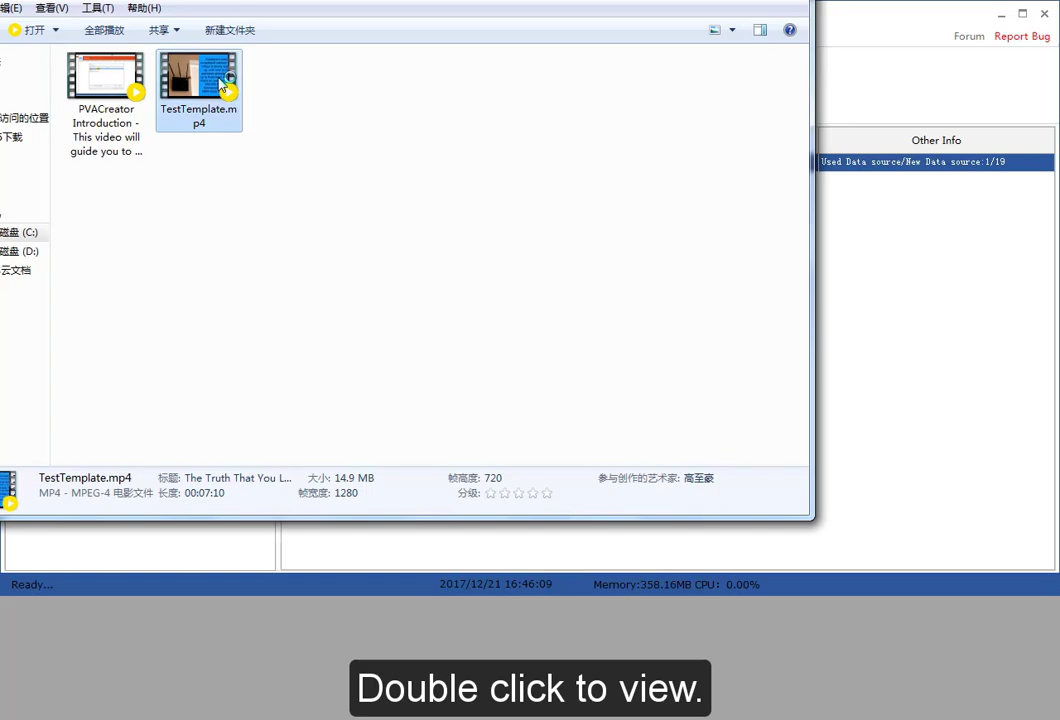 辑(E) 查看(V) 工具(T) 帮助(H)
打开 全部播放 共享 新建文件夹
Forum Report Bug
PVACreator
Introduction -
This video will
guide you to ...
TestTemplate.m
p4
访问的位置
下载
磁盘 (C:)
磁盘 (D:)
云文档
Other Info
Used Data source/New Data source:1/19
TestTemplate.mp4 标题: The Truth That You L... 大小: 14.9 MB 帧高度: 720 参与创作的艺术家: 高至豪
MP4 - MPEG-4 电影文件 长度: 00:07:10 帧宽度: 1280 分级:
Ready... 2017/12/21 16:46:09 Memory:358.16MB CPU: 0.00%
Double click to view.